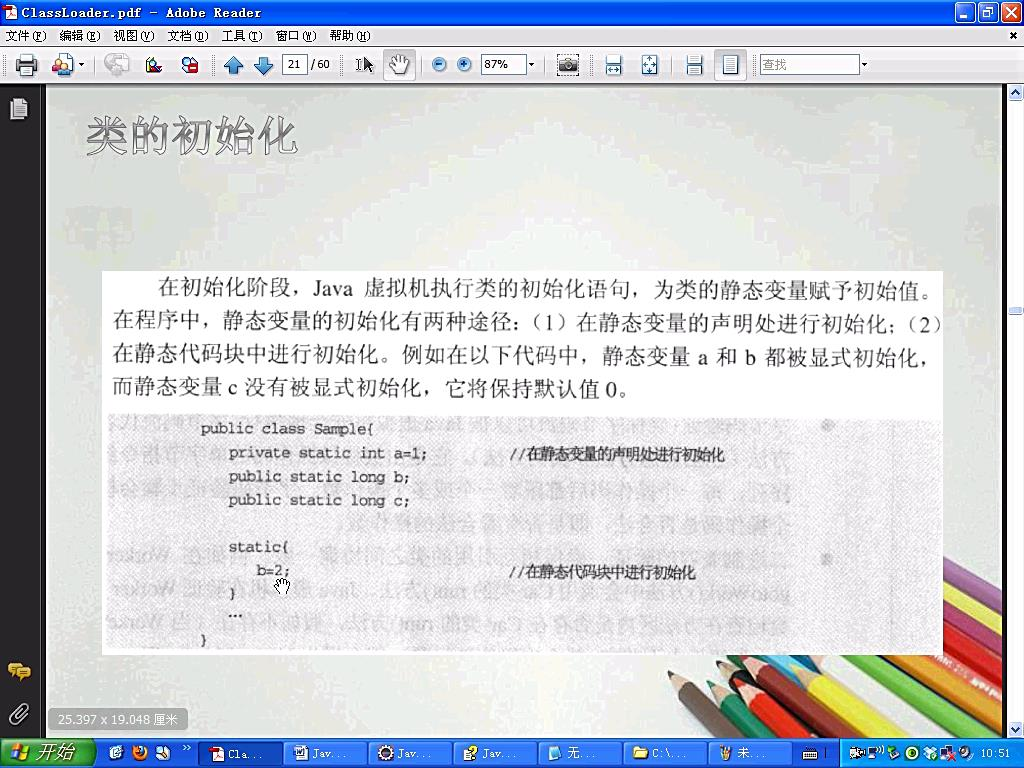 ClassLoader.pdf - Adobe Reader
文件(F) 编辑(E) 视图(V) 文档(D) 工具(T) 窗口(W) 帮助(H)
21 / 60 87% 查找
类的初始化
在初始化阶段，Java 虚拟机执行类的初始化语句，为类的静态变量赋予初始值。
在程序中，静态变量的初始化有两种途径：（1）在静态变量的声明处进行初始化；（2）
在静态代码块中进行初始化。例如在以下代码中，静态变量 a 和 b 都被显式初始化，
而静态变量 c 没有被显式初始化，它将保持默认值 0。
public class Sample{
private static int a=1; //在静态变量的声明处进行初始化
public static long b;
public static long c;
static{
b=2; //在静态代码块中进行初始化
}
...
}
25.397 x 19.048 厘米
开始 Cla... Jav... Jav... Jav... 无... C:\... 未... 10:51